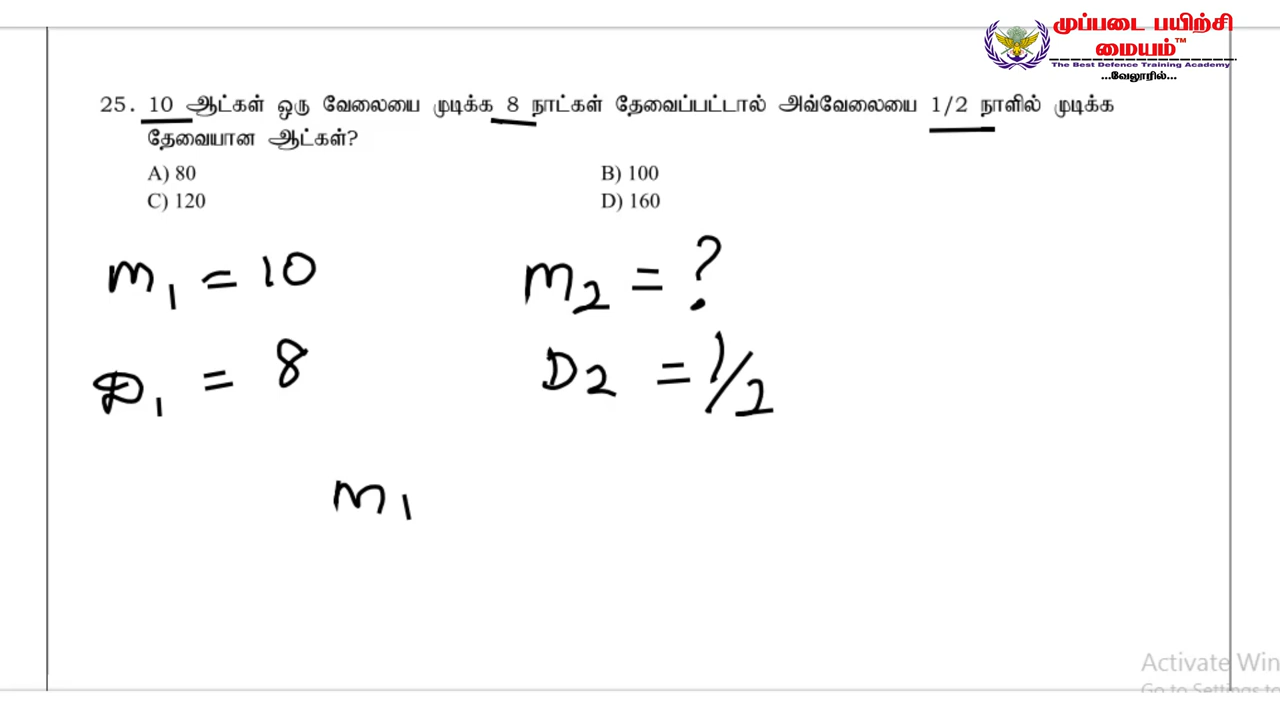 முப்படை பயிற்சி
மையம்™
The Best Defence Training Academy
...வேலூரில்...
25. 10 ஆட்கள் ஒரு வேலையை முடிக்க 8 நாட்கள் தேவைப்பட்டால் அவ்வேலையை 1/2 நாளில் முடிக்க
தேவையான ஆட்கள்?
A) 80 B) 100
C) 120 D) 160
M1 = 10 M2 = ?
D1 = 8 D2 = 1/2
M1
Activate Win
Go to Settings to